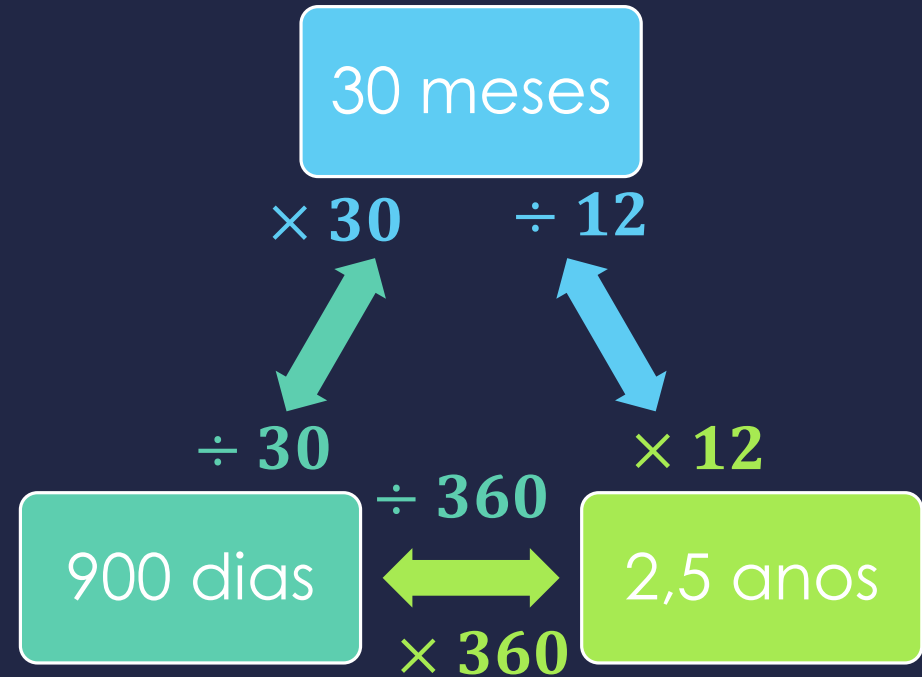 30 meses
× 30
÷ 12
÷ 30
× 12
÷ 360
900 dias
2,5 anos
× 360